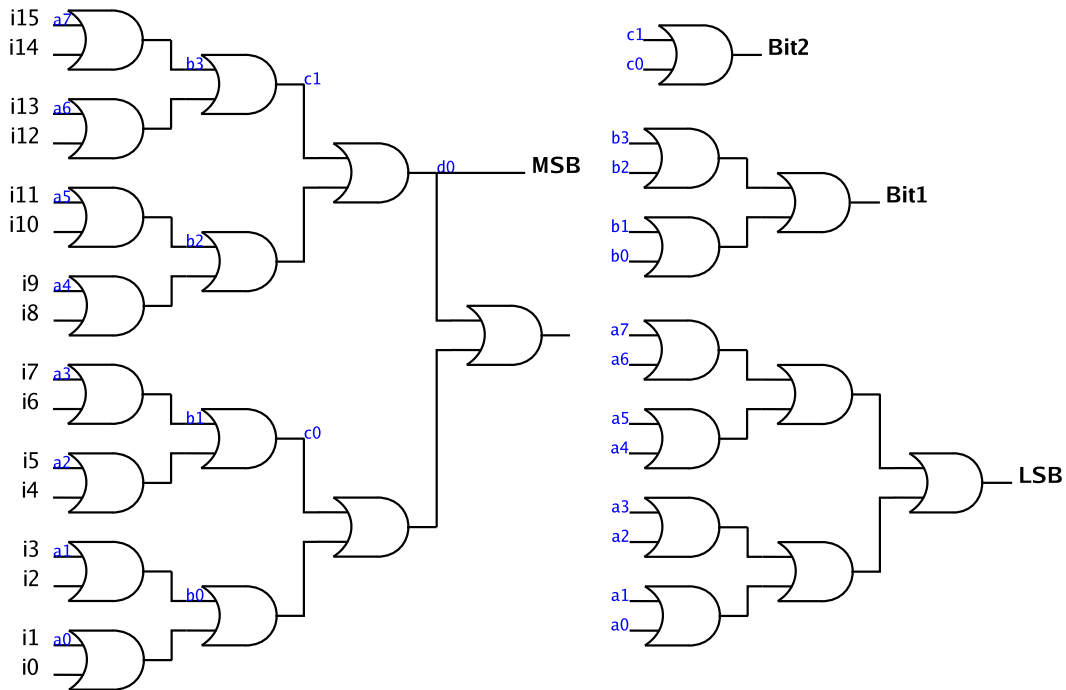 i15
a7
i14
b3
c1
i13
a6
i12
d0
MSB
i11
a5
i10
b2
i9
a4
i8
i7
a3
i6
b1
c0
i5
a2
i4
i3
a1
i2
b0
i1
a0
i0
c1
Bit2
c0
b3
b2
Bit1
b1
b0
a7
a6
a5
a4
LSB
a3
a2
a1
a0